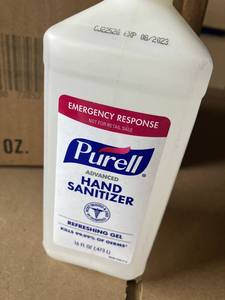 EXP 08/2023
OZ.
EMERGENCY RESPONSE
NOT FOR RETAIL SALE
Purell®
ADVANCED
HAND
SANITIZER
REFRESHING GEL
KILLS 99.99% OF GERMS*
16 FL OZ (473 mL)